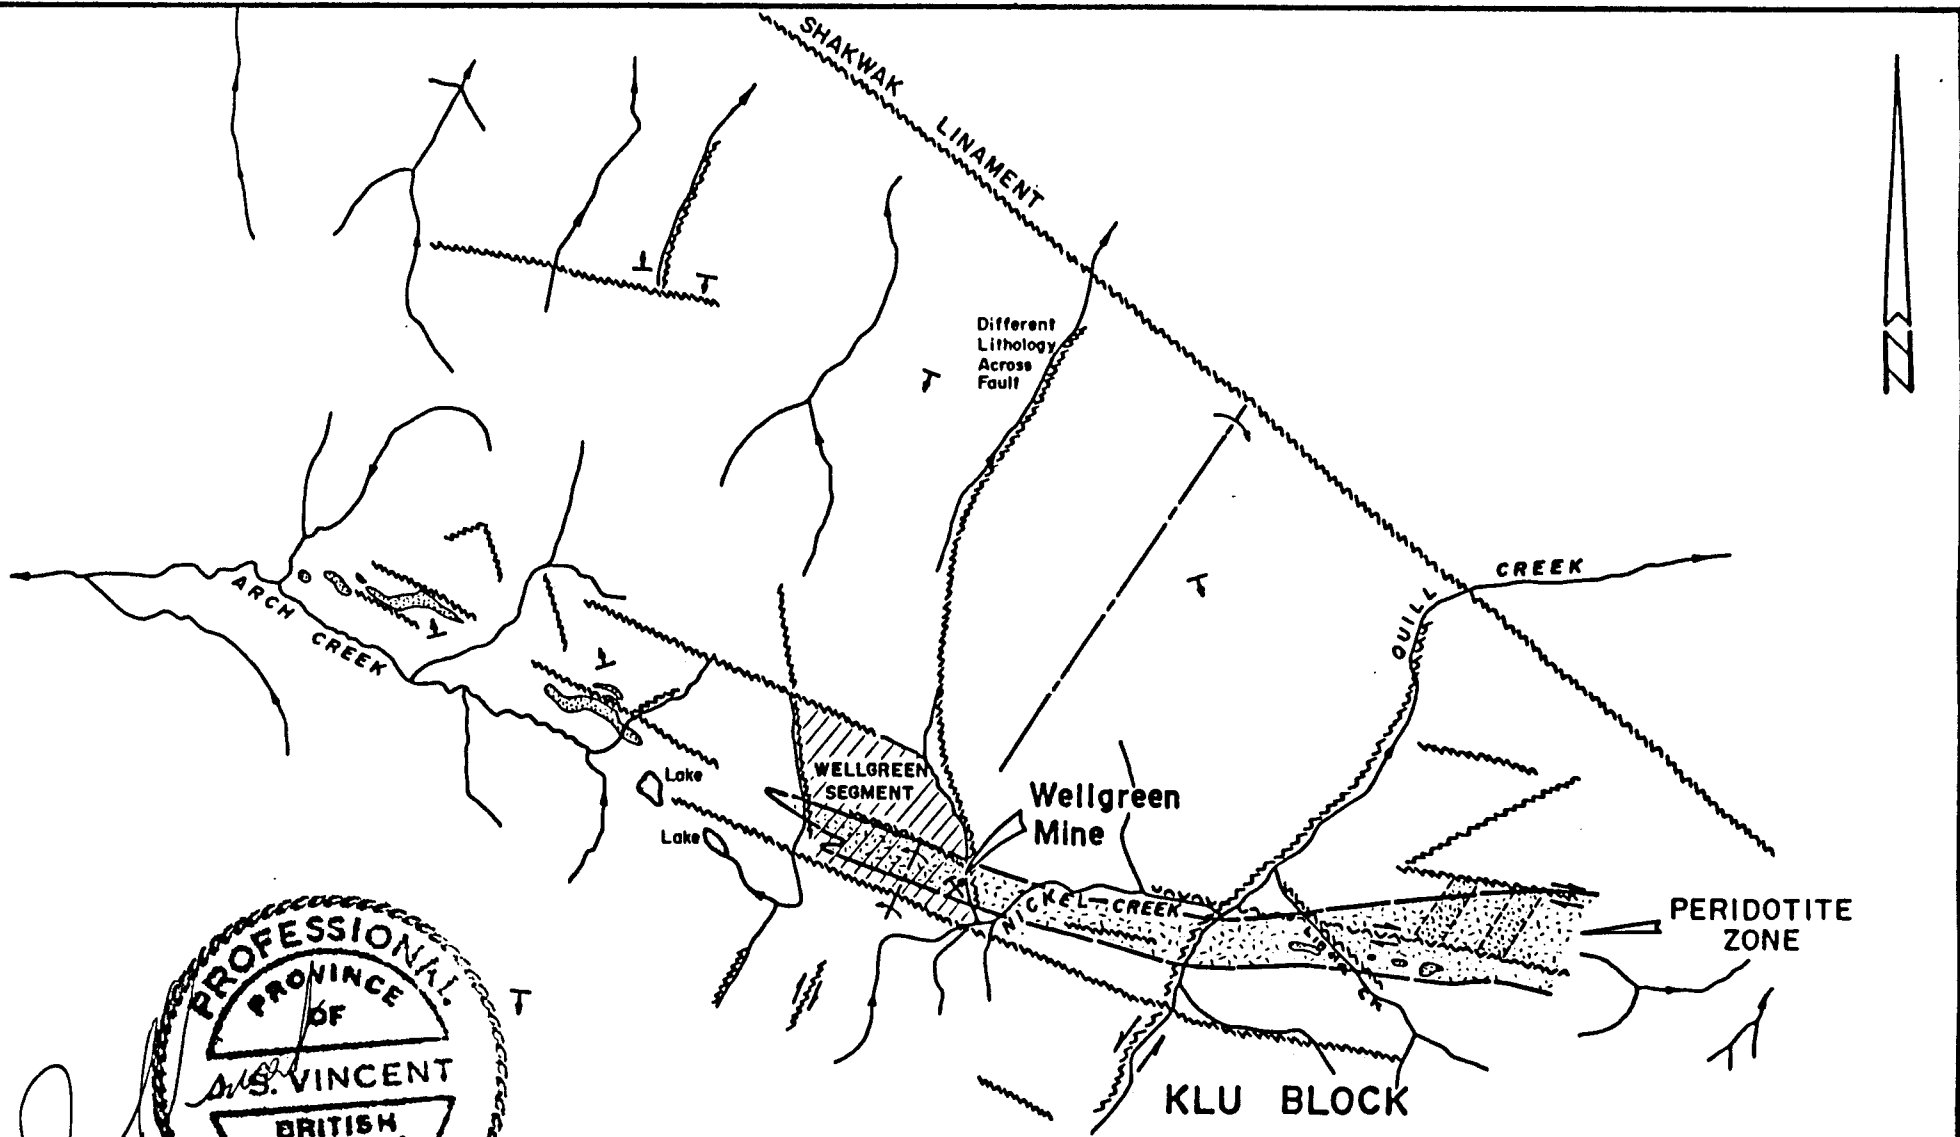 SHAKWAK LINAMENT
Different
Lithology
Across
Fault
N
QUILL CREEK
ARCH CREEK
WELLGREEN
SEGMENT
Lake
Lake
Wellgreen
Mine
NICKEL CREEK
PERIDOTITE
ZONE
KLU BLOCK
PROFESSIONAL
PROVINCE
OF
S. VINCENT
BRITISH